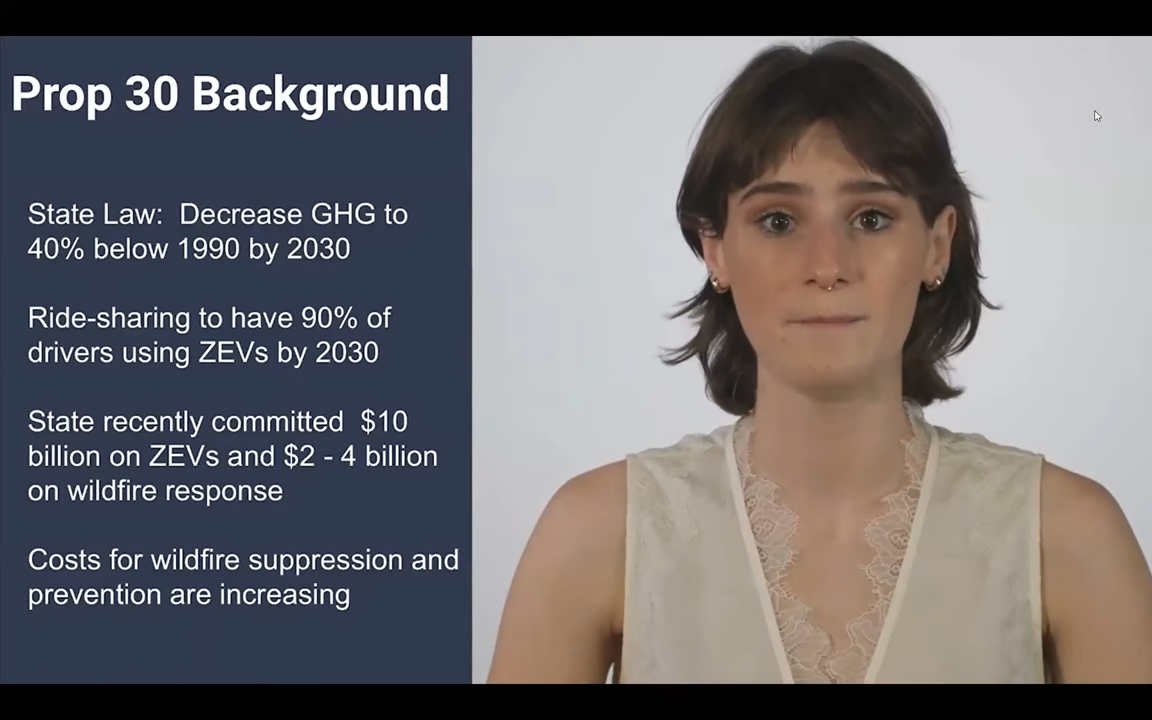 Prop 30 Background
State Law:  Decrease GHG to
40% below 1990 by 2030
Ride-sharing to have 90% of
drivers using ZEVs by 2030
State recently committed  $10
billion on ZEVs and $2 - 4 billion
on wildfire response
Costs for wildfire suppression and
prevention are increasing